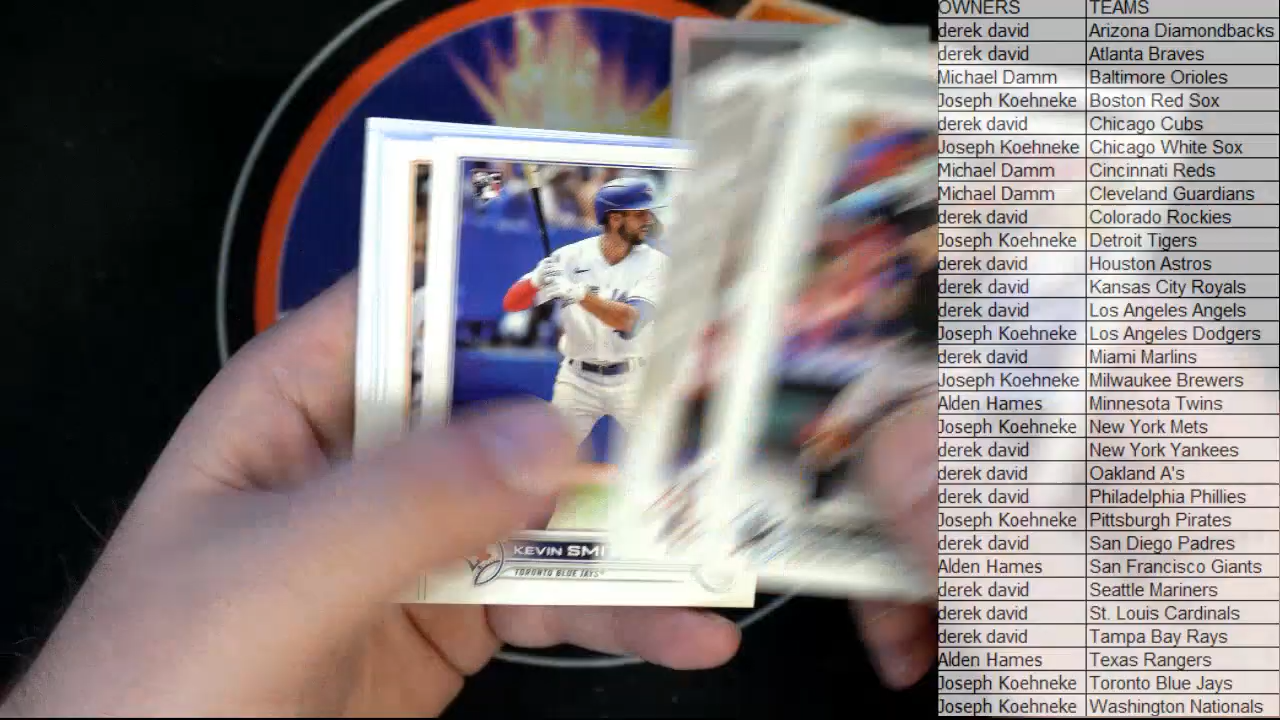 OWNERS TEAMS
derek david Arizona Diamondbacks
derek david Atlanta Braves
Michael Damm Baltimore Orioles
Joseph Koehneke Boston Red Sox
derek david Chicago Cubs
Joseph Koehneke Chicago White Sox
Michael Damm Cincinnati Reds
Michael Damm Cleveland Guardians
derek david Colorado Rockies
Joseph Koehneke Detroit Tigers
derek david Houston Astros
derek david Kansas City Royals
derek david Los Angeles Angels
Joseph Koehneke Los Angeles Dodgers
derek david Miami Marlins
Joseph Koehneke Milwaukee Brewers
Alden Hames Minnesota Twins
Joseph Koehneke New York Mets
derek david New York Yankees
derek david Oakland A's
derek david Philadelphia Phillies
Joseph Koehneke Pittsburgh Pirates
derek david San Diego Padres
Alden Hames San Francisco Giants
derek david Seattle Mariners
derek david St. Louis Cardinals
derek david Tampa Bay Rays
Alden Hames Texas Rangers
Joseph Koehneke Toronto Blue Jays
Joseph Koehneke Washington Nationals
RC
KEVIN SMI
TORONTO BLUE JAYS